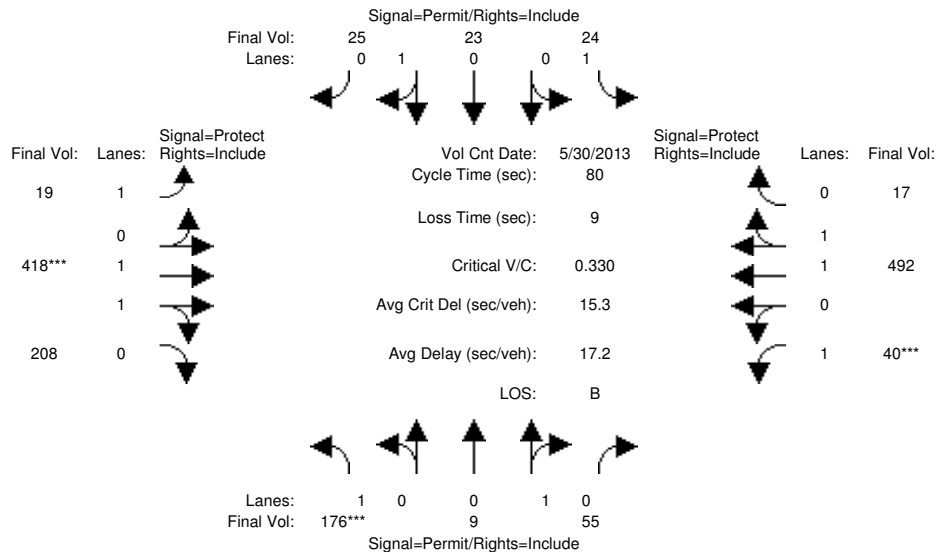 Signal=Permit/Rights=Include
Final Vol: 25 23 24
Lanes: 0 1 0 0 1
Signal=Protect
Final Vol: Lanes: Rights=Include
Vol Cnt Date: 5/30/2013
Signal=Protect
Rights=Include Lanes: Final Vol:
Cycle Time (sec): 80
19 1
0 17
Loss Time (sec): 9
0
1
418*** 1
Critical V/C: 0.330
1 492
1
Avg Crit Del (sec/veh): 15.3
0
208 0
Avg Delay (sec/veh): 17.2
1 40***
LOS: B
Lanes: 1 0 0 1 0
Final Vol: 176*** 9 55
Signal=Permit/Rights=Include